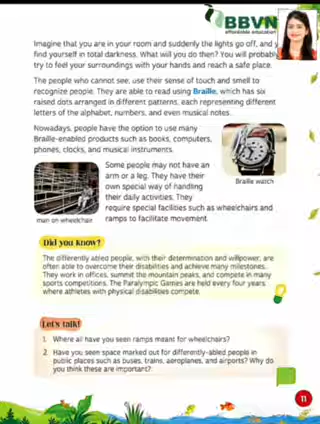 BBVN
affordable education
Imagine that you are in your room and suddenly the lights go off, and y
find yourself in total darkness. What will you do then? You will probabl
try to feel your surroundings with your hands and reach a safe place.
The people who cannot see, use their sense of touch and smell to
recognize people. They are able to read using Braille, which has six
raised dots arranged in different patterns, each representing different
letters of the alphabet, numbers, and even musical notes.
Nowadays, people have the option to use many
Braille-enabled products such as books, computers,
phones, clocks, and musical instruments.
Braille watch
Some people may not have an
arm or a leg. They have their
own special way of handling
their daily activities. They
require special facilities such as wheelchairs and
ramps to facilitate movement.
man on wheelchair
Did you know?
The differently abled people, with their determination and willpower, are
often able to overcome their disabilities and achieve many milestones.
They work in offices, summit the mountain peaks, and compete in many
sports competitions. The Paralympic Games are held every four years
where athletes with physical disabilities compete.
Let's talk!
1. Where all have you seen ramps meant for wheelchairs?
2. Have you seen space marked out for differently-abled people in
public places such as buses, trains, aeroplanes, and airports? Why do
you think these are important?
11